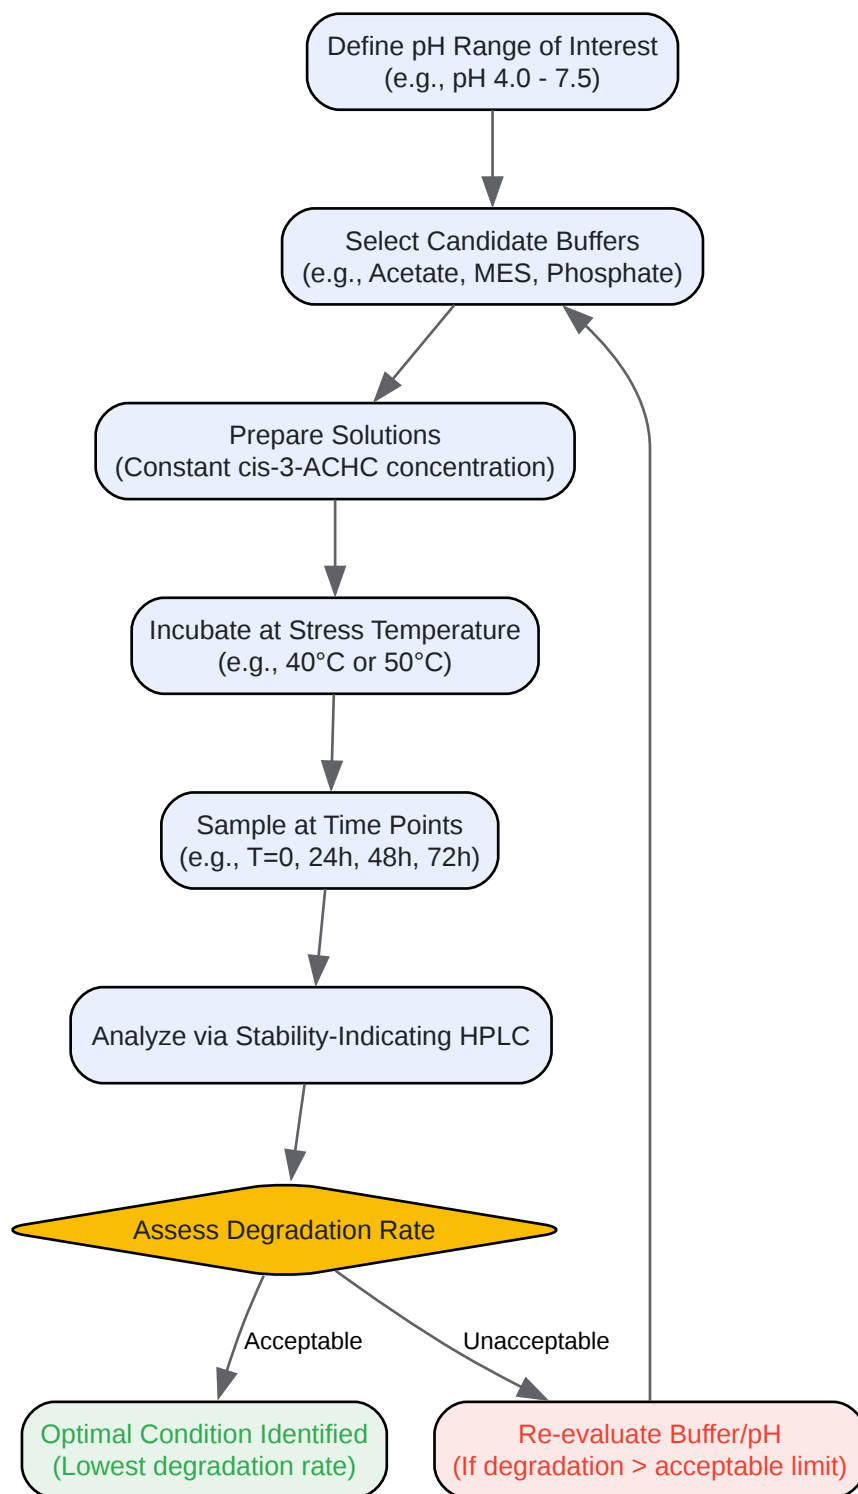 Define pH Range of Interest
(e.g., pH 4.0 - 7.5)
Select Candidate Buffers
(e.g., Acetate, MES, Phosphate)
Prepare Solutions
(Constant cis-3-ACHC concentration)
Incubate at Stress Temperature
(e.g., 40°C or 50°C)
Sample at Time Points
(e.g., T=0, 24h, 48h, 72h)
Analyze via Stability-Indicating HPLC
Assess Degradation Rate
Acceptable
Unacceptable
Optimal Condition Identified
(Lowest degradation rate)
Re-evaluate Buffer/pH
(If degradation > acceptable limit)